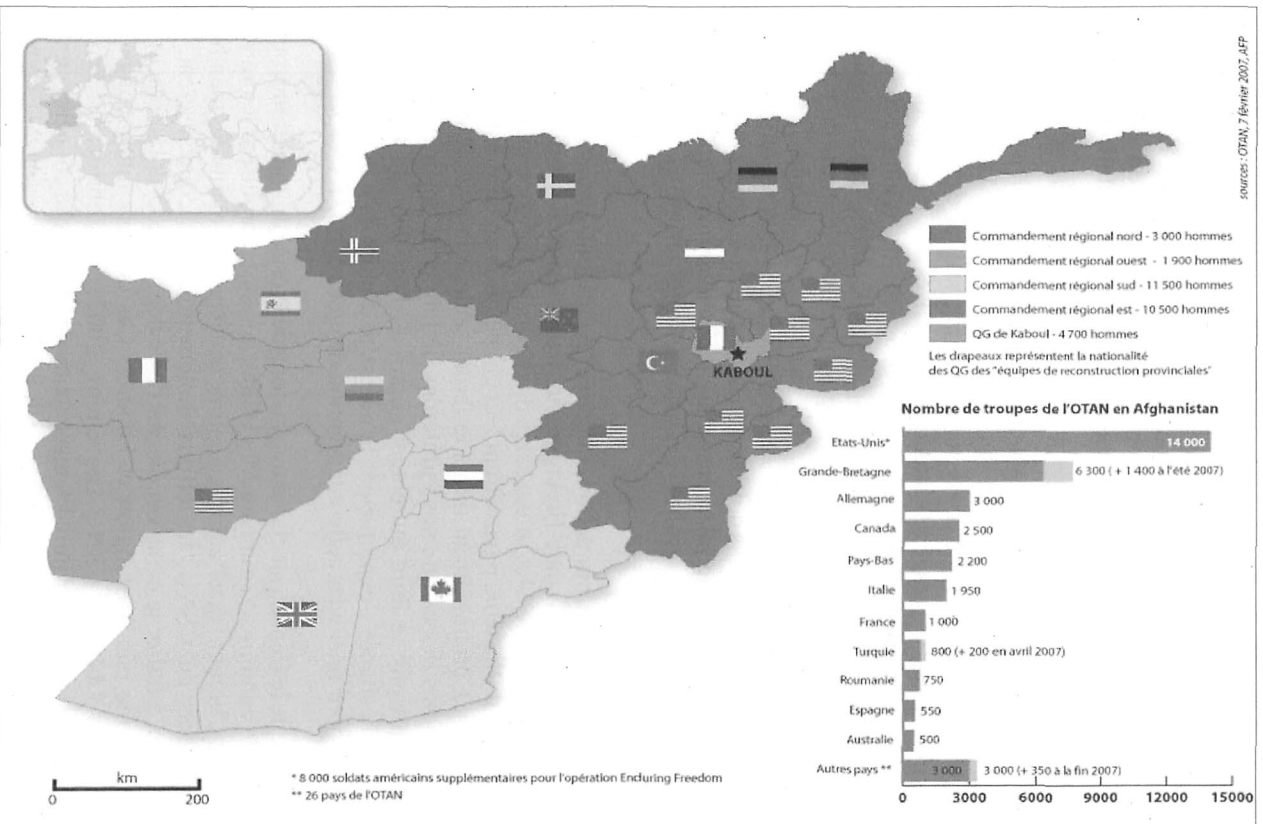 sources : OTAN, 7 février 2007, AFP
Commandement régional nord - 3 000 hommes
Commandement régional ouest - 1 900 hommes
Commandement régional sud - 11 500 hommes
Commandement régional est - 10 500 hommes
QG de Kaboul - 4 700 hommes
Les drapeaux représentent la nationalité
des QG des "équipes de reconstruction provinciales"
KABOUL
Nombre de troupes de l'OTAN en Afghanistan
Etats-Unis* 14 000
Grande-Bretagne 6 300 (+ 1 400 à l'été 2007)
Allemagne 3 000
Canada 2 500
Pays-Bas 2 200
Italie 1 950
France 1 000
Turquie 800 (+ 200 en avril 2007)
Roumanie 750
Espagne 550
Australie 500
Autres pays ** 3 000 3 000 (+ 350 à la fin 2007)
0 3000 6000 9000 12000 15000
km
0 200
* 8 000 soldats américains supplémentaires pour l'opération Enduring Freedom
** 26 pays de l'OTAN